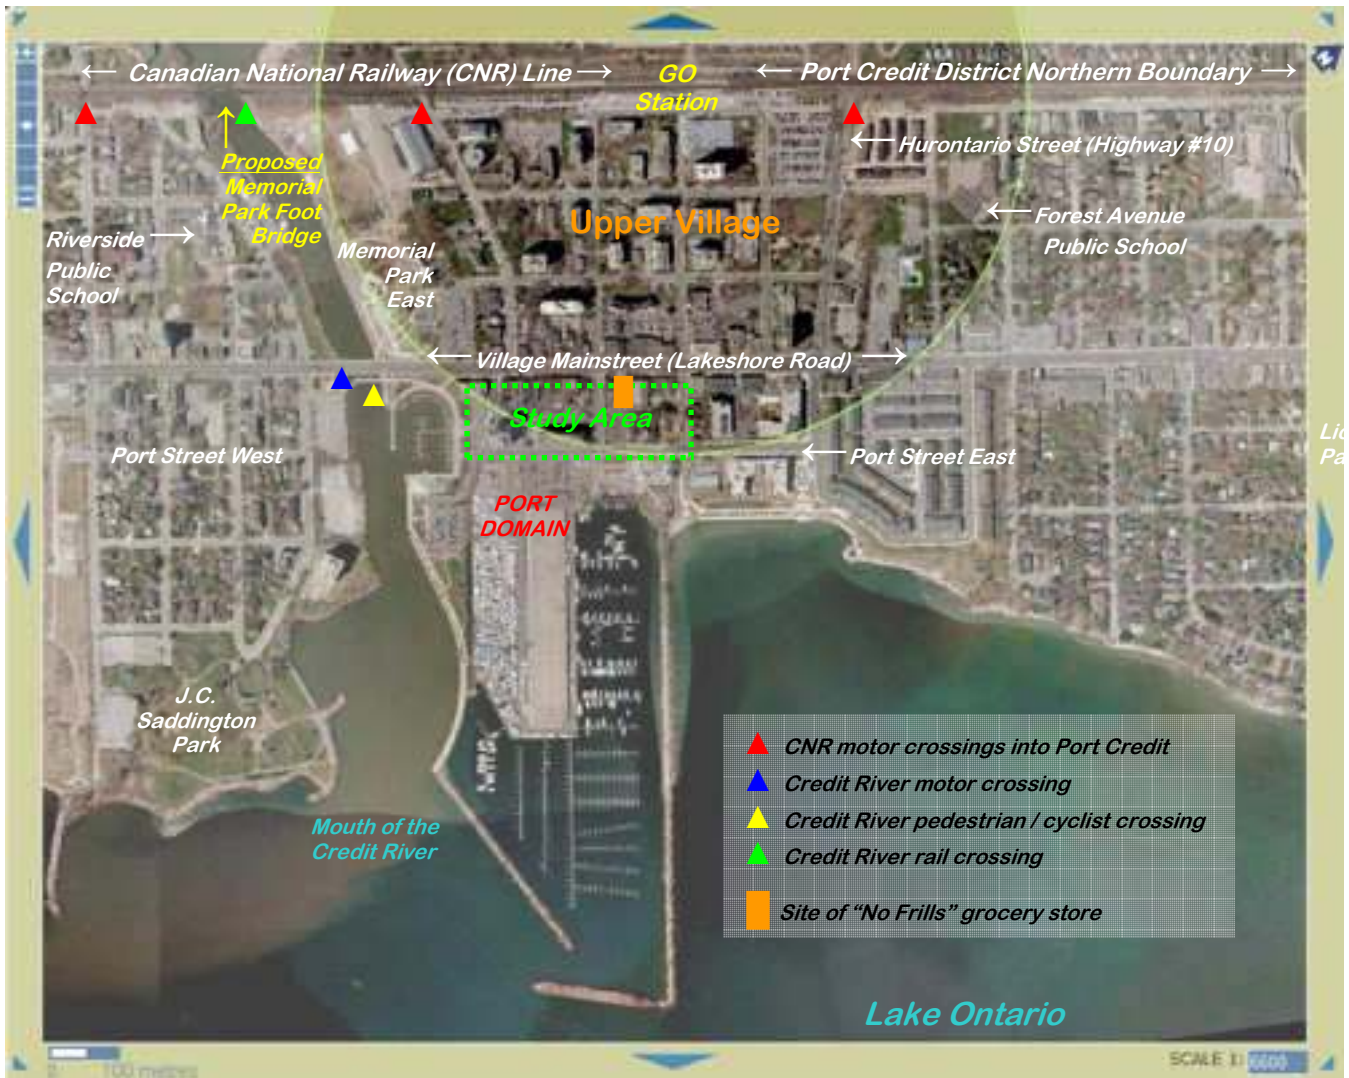 ← Canadian National Railway (CNR) Line →
GO
Station
← Port Credit District Northern Boundary →
← Hurontario Street (Highway #10)
Proposed
Memorial
Park Foot
Bridge
Upper Village
Riverside →
Public
School
Memorial
Park
East
← Forest Avenue
Public School
← Village Mainstreet (Lakeshore Road) →
Study Area
Port Street West
← Port Street East
PORT
DOMAIN
J.C.
Saddington
Park
Mouth of the
Credit River
CNR motor crossings into Port Credit
Credit River motor crossing
Credit River pedestrian / cyclist crossing
Credit River rail crossing
Site of “No Frills” grocery store
Lake Ontario
100 metres
SCALE 1: 6600